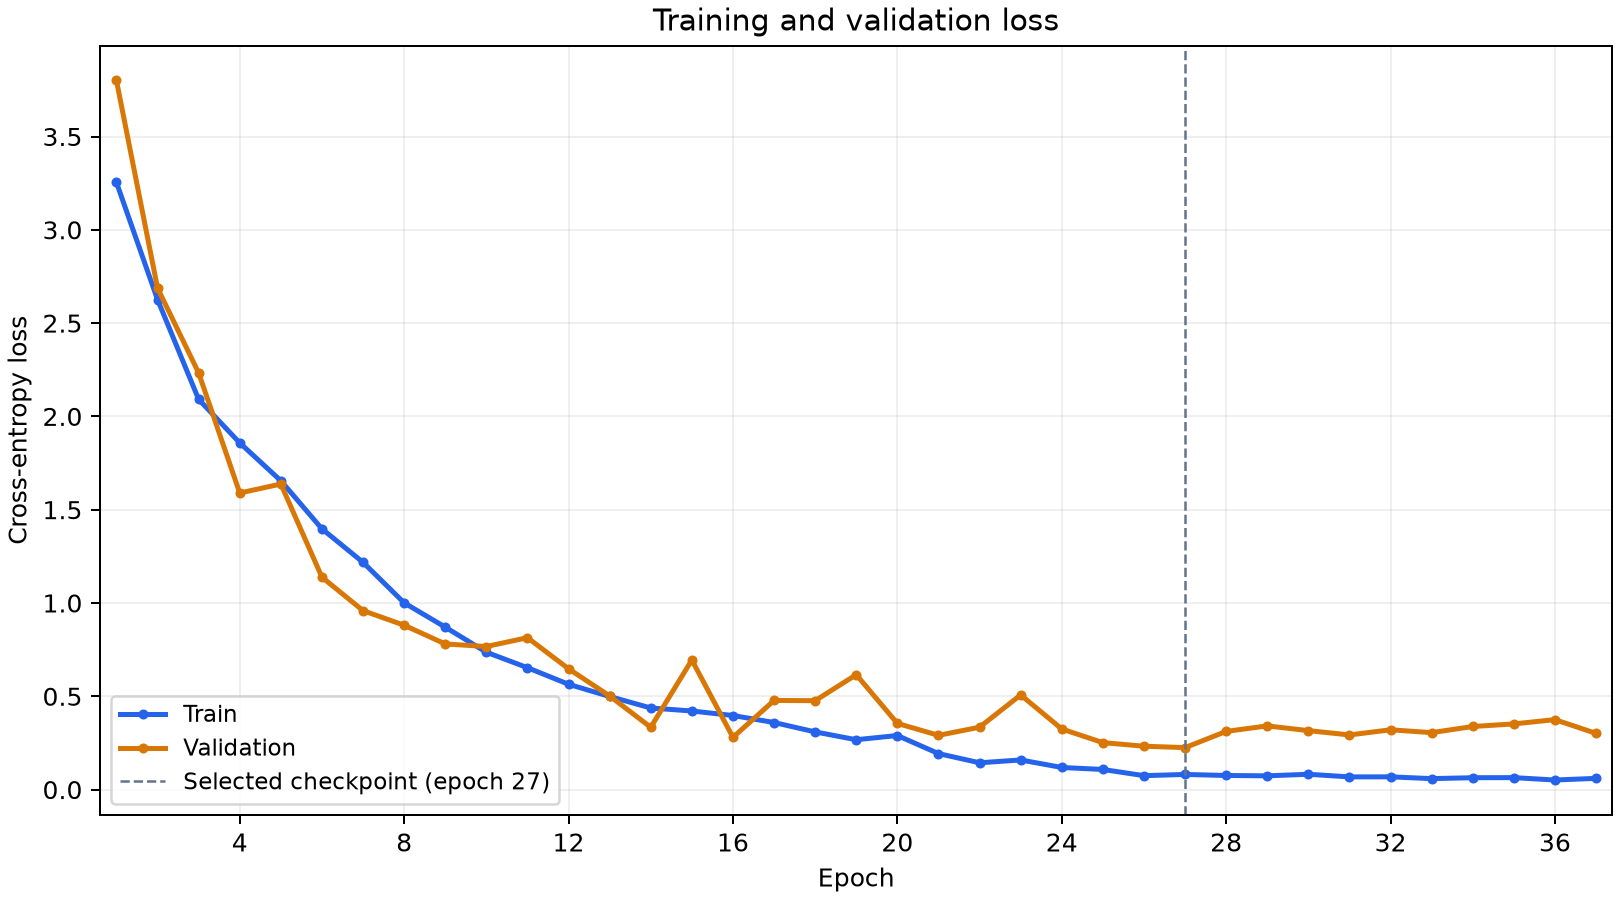 Training and validation loss
Cross-entropy loss
3.5
3.0
2.5
2.0
1.5
1.0
0.5
0.0
Train
Validation
Selected checkpoint (epoch 27)
4 8 12 16 20 24 28 32 36
Epoch